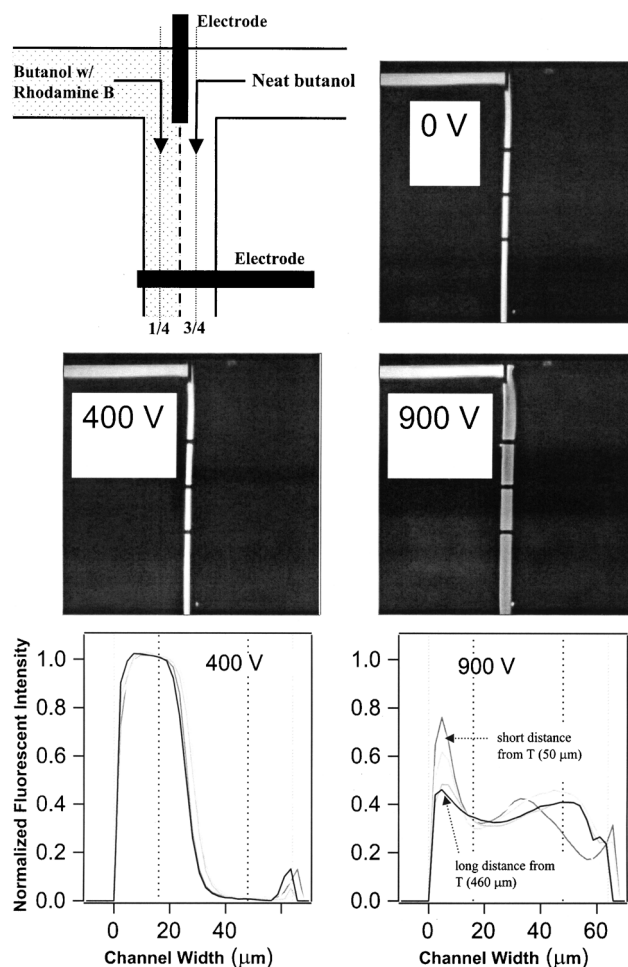 Electrode
Butanol w/
Rhodamine B
Neat butanol
Electrode
1/4
3/4
0 V
400 V
900 V
Normalized Fluorescent Intensity
1.0
0.8
0.6
0.4
0.2
0.0
400 V
0
20
40
60
Channel Width (μm)
1.0
0.8
0.6
0.4
0.2
0.0
900 V
short distance
from T (50 μm)
long distance from
T (460 μm)
0
20
40
60
Channel Width (μm)